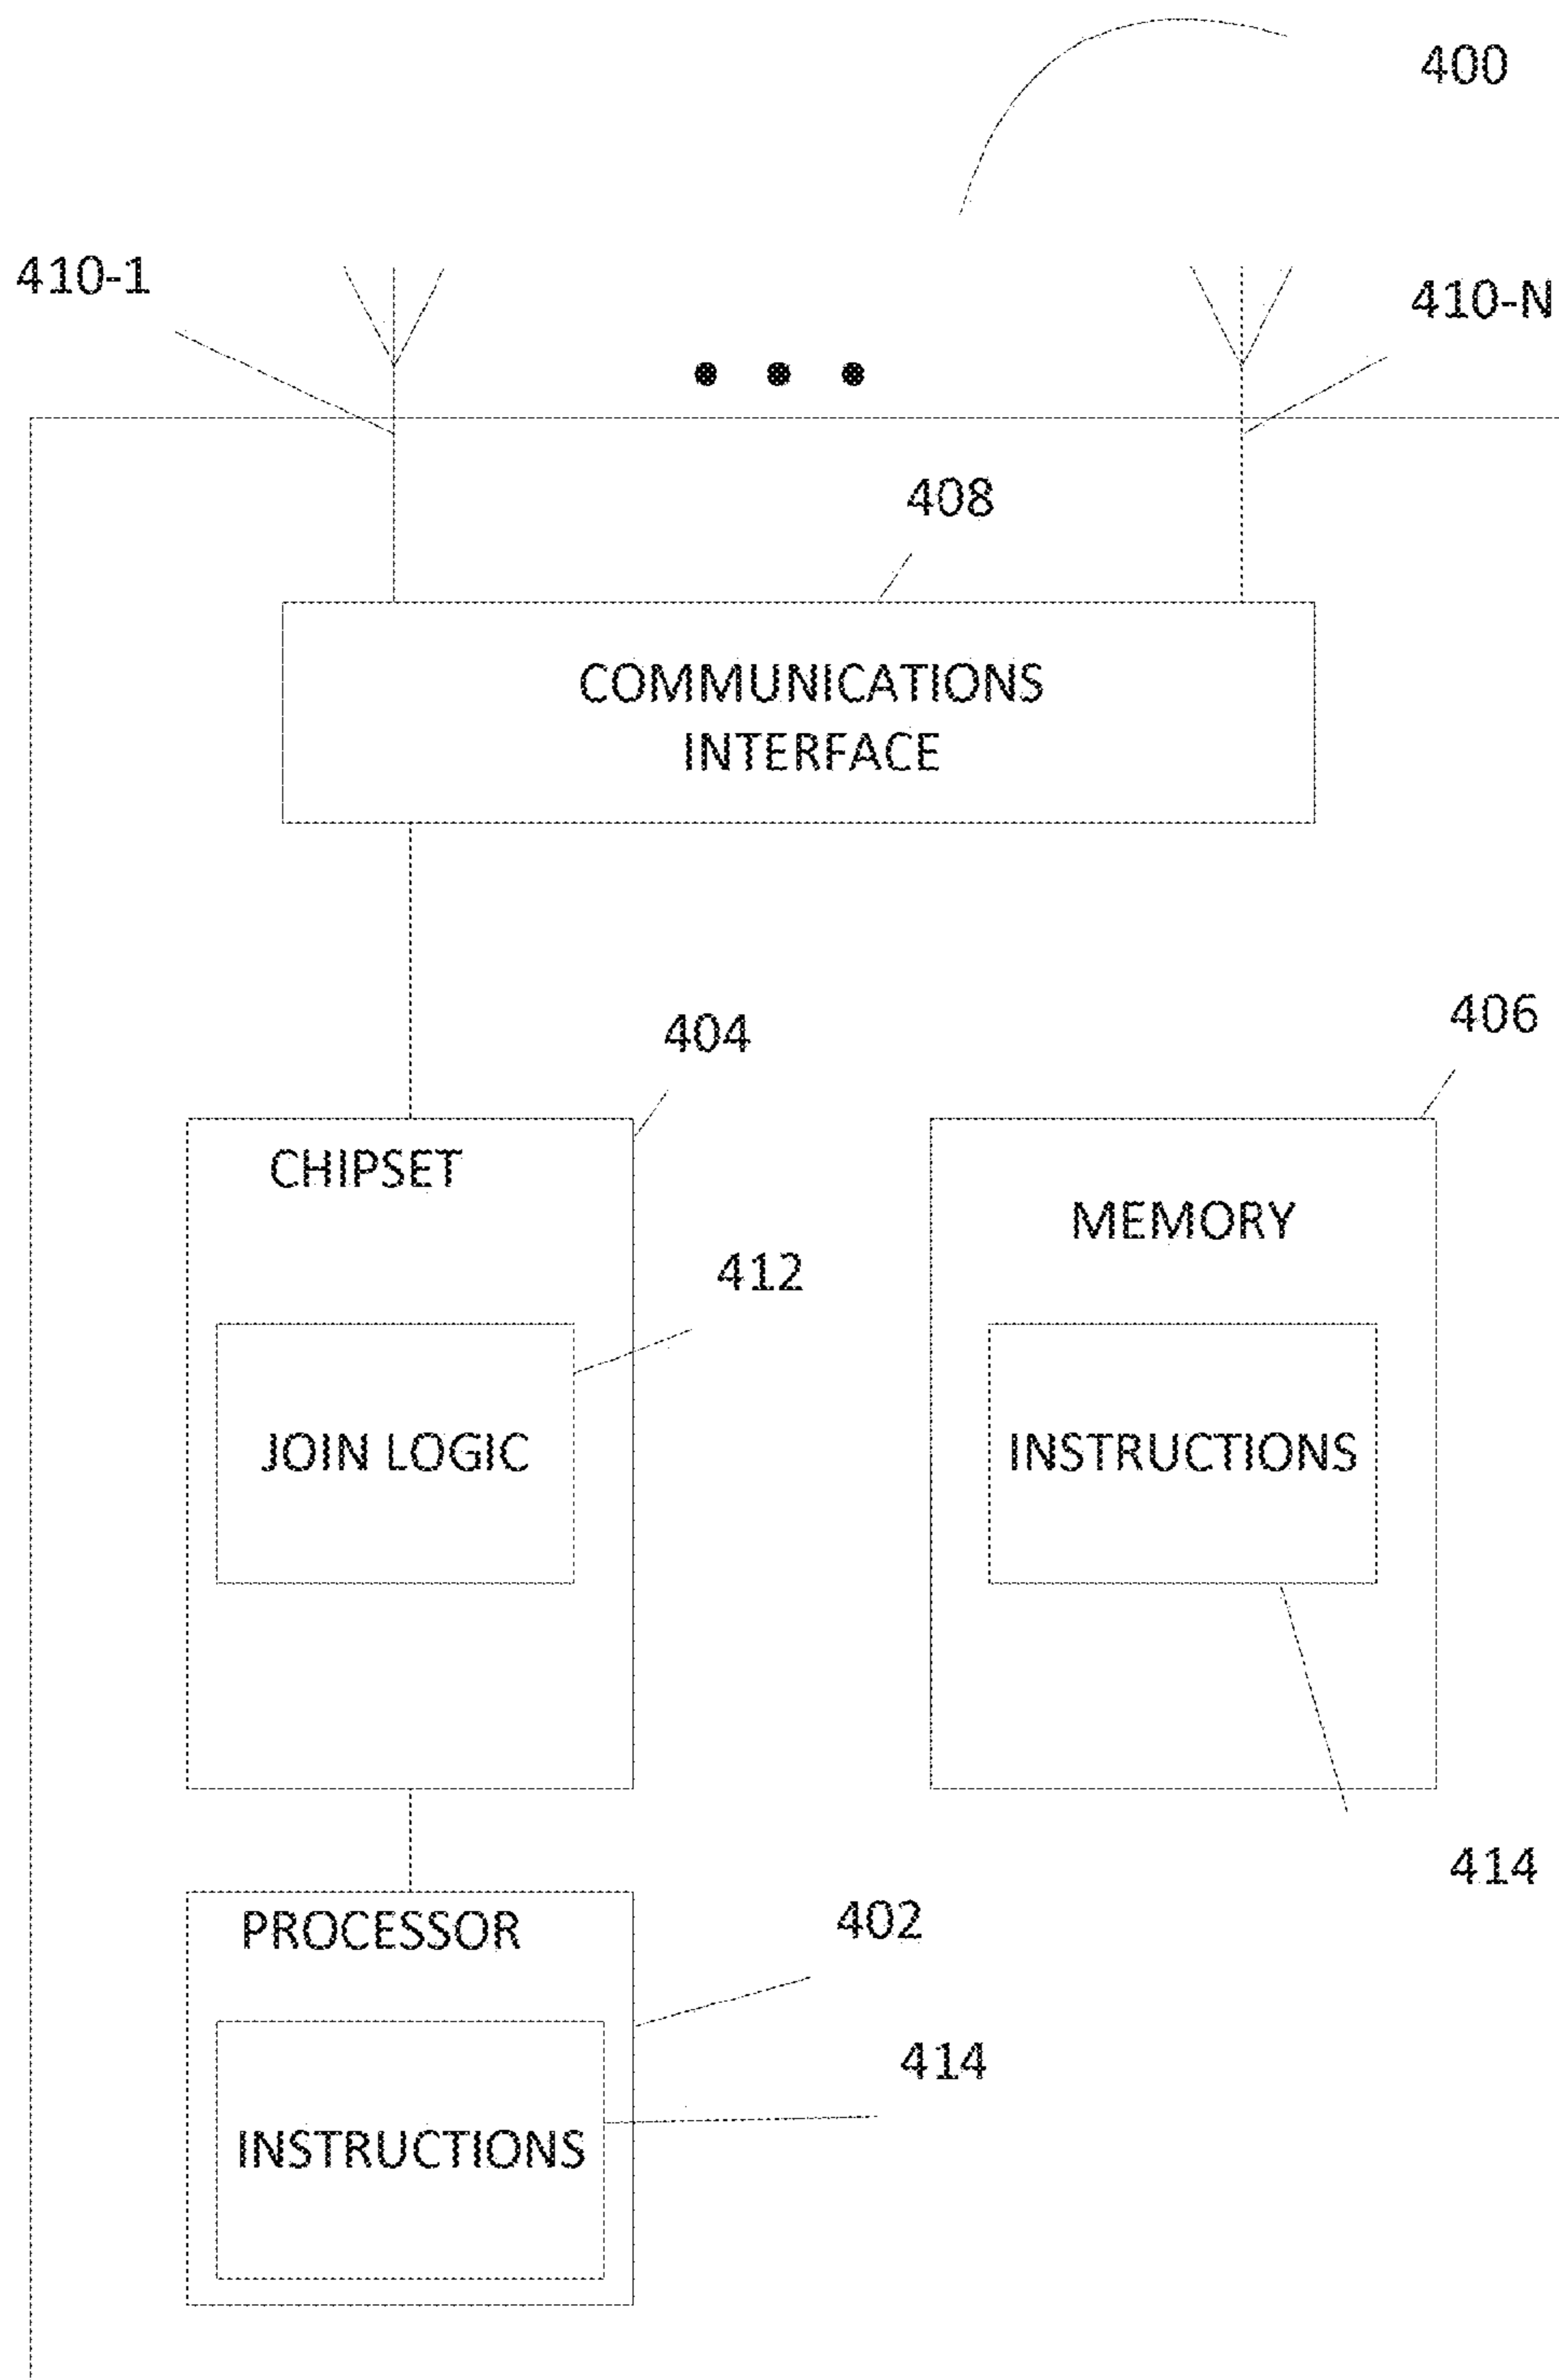 400
410-1
410-N
408
COMMUNICATIONS
INTERFACE
404
406
CHIPSET
MEMORY
412
JOIN LOGIC
INSTRUCTIONS
414
PROCESSOR
402
414
INSTRUCTIONS